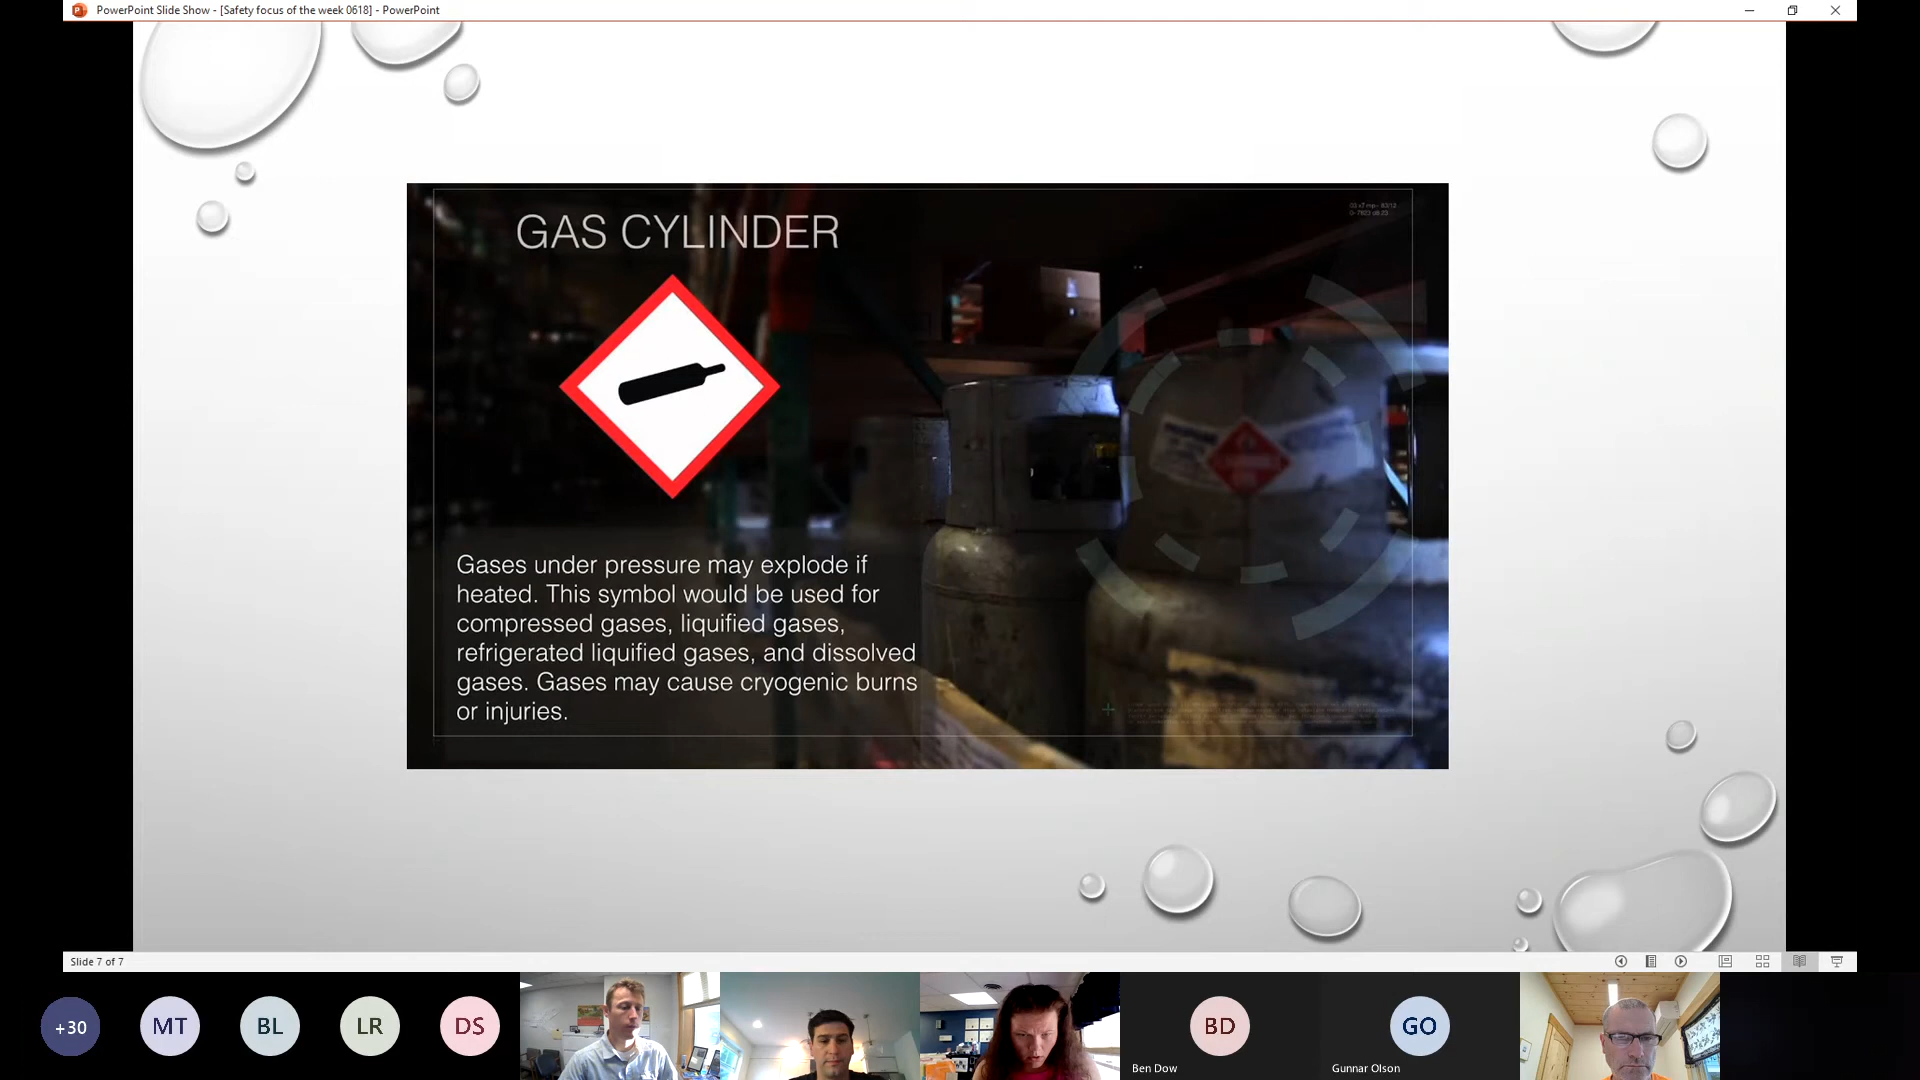 PowerPoint Slide Show - [Safety focus of the week 0618] - PowerPoint
GAS CYLINDER
Gases under pressure may explode if
heated. This symbol would be used for
compressed gases, liquified gases,
refrigerated liquified gases, and dissolved
gases. Gases may cause cryogenic burns
or injuries.
Slide 7 of 7
+30
MT
BL
LR
DS
BD
GO
Ben Dow
Gunnar Olson